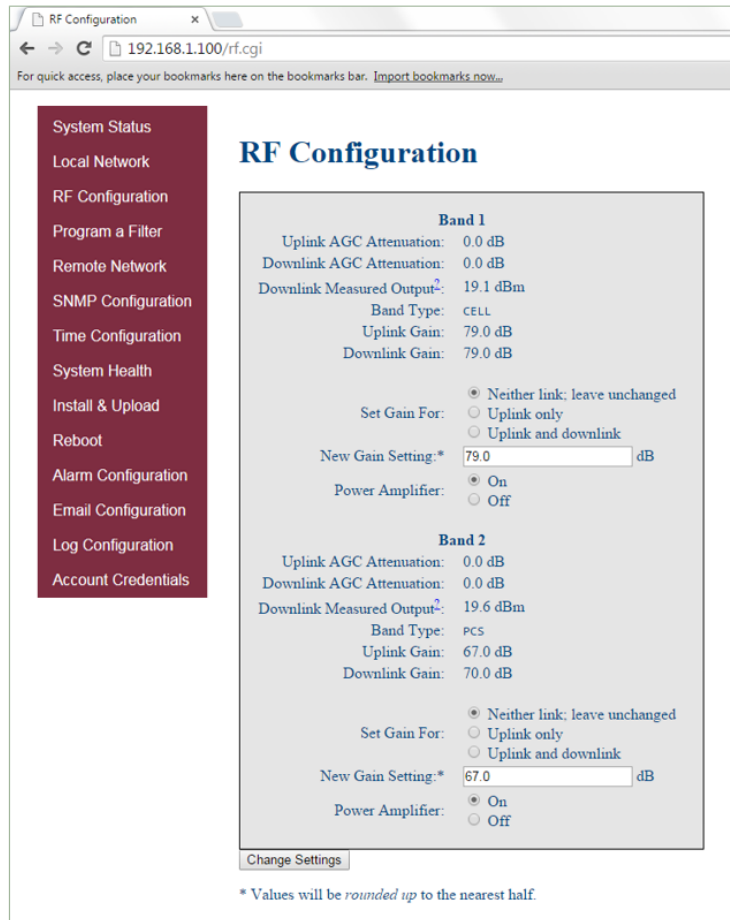 RF Configuration
192.168.1.100/rf.cgi
For quick access, place your bookmarks here on the bookmarks bar. Import bookmarks now...
System Status
Local Network
RF Configuration
Program a Filter
Remote Network
SNMP Configuration
Time Configuration
System Health
Install & Upload
Reboot
Alarm Configuration
Email Configuration
Log Configuration
Account Credentials
RF Configuration
Band 1
Uplink AGC Attenuation: 0.0 dB
Downlink AGC Attenuation: 0.0 dB
Downlink Measured Output?: 19.1 dBm
Band Type: CELL
Uplink Gain: 79.0 dB
Downlink Gain: 79.0 dB
Set Gain For:
Neither link; leave unchanged
Uplink only
Uplink and downlink
New Gain Setting:* 79.0 dB
Power Amplifier:
On
Off
Band 2
Uplink AGC Attenuation: 0.0 dB
Downlink AGC Attenuation: 0.0 dB
Downlink Measured Output?: 19.6 dBm
Band Type: PCS
Uplink Gain: 67.0 dB
Downlink Gain: 70.0 dB
Set Gain For:
Neither link; leave unchanged
Uplink only
Uplink and downlink
New Gain Setting:* 67.0 dB
Power Amplifier:
On
Off
Change Settings
* Values will be rounded up to the nearest half.